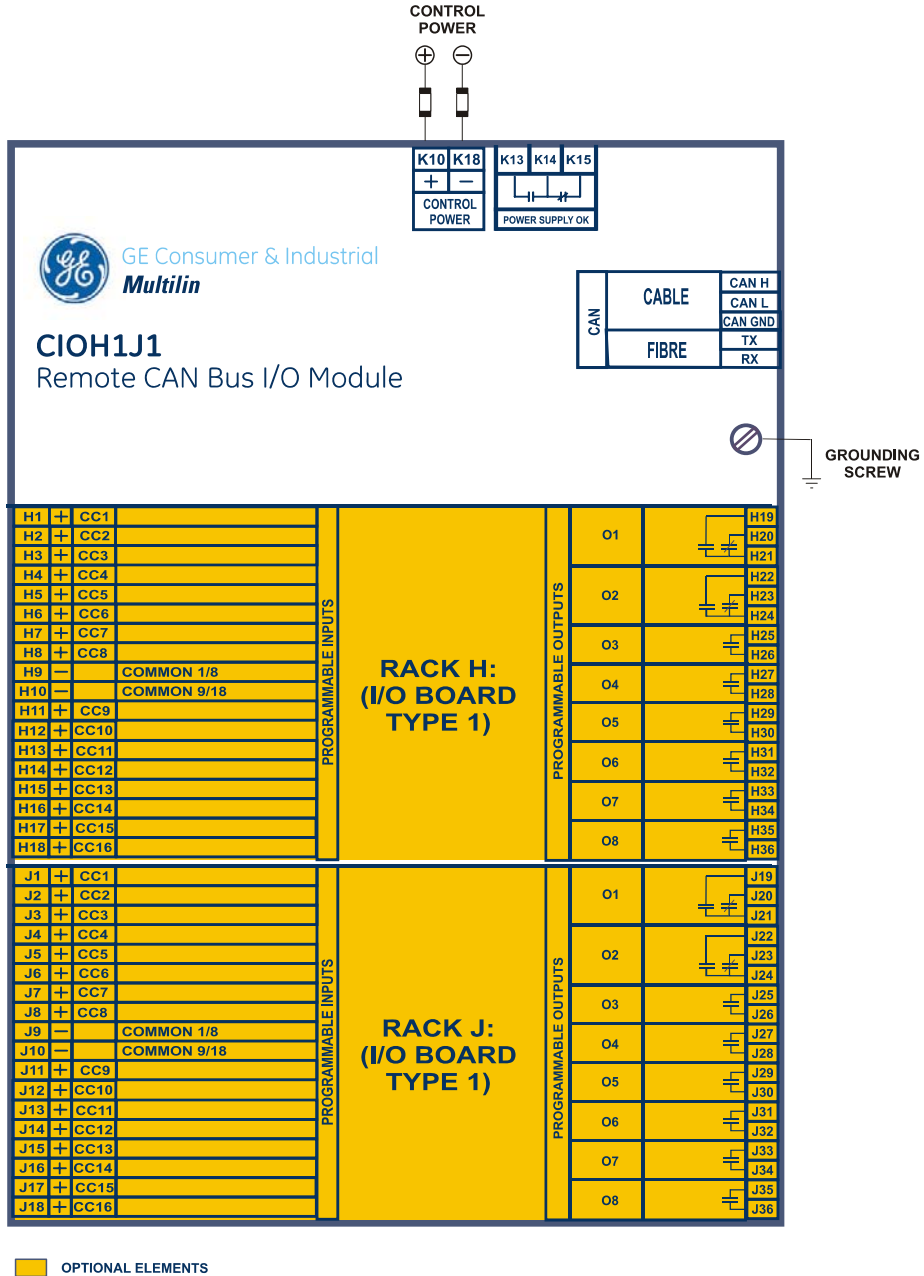 CONTROL
POWER
K10 K18 K13 K14 K15
+ −
CONTROL
POWER
POWER SUPPLY OK
GE
GE Consumer & Industrial
Multilin
CIOH1J1
Remote CAN Bus I/O Module
CAN
CABLE
CAN H
CAN L
CAN GND
FIBRE
TX
RX
GROUNDING
SCREW
H1 + CC1
H2 + CC2
H3 + CC3
H4 + CC4
H5 + CC5
H6 + CC6
H7 + CC7
H8 + CC8
H9 − COMMON 1/8
H10 − COMMON 9/18
H11 + CC9
H12 + CC10
H13 + CC11
H14 + CC12
H15 + CC13
H16 + CC14
H17 + CC15
H18 + CC16
PROGRAMMABLE INPUTS
RACK H:
(I/O BOARD
TYPE 1)
PROGRAMMABLE OUTPUTS
O1
O2
O3
O4
O5
O6
O7
O8
H19
H20
H21
H22
H23
H24
H25
H26
H27
H28
H29
H30
H31
H32
H33
H34
H35
H36
J1 + CC1
J2 + CC2
J3 + CC3
J4 + CC4
J5 + CC5
J6 + CC6
J7 + CC7
J8 + CC8
J9 − COMMON 1/8
J10 − COMMON 9/18
J11 + CC9
J12 + CC10
J13 + CC11
J14 + CC12
J15 + CC13
J16 + CC14
J17 + CC15
J18 + CC16
PROGRAMMABLE INPUTS
RACK J:
(I/O BOARD
TYPE 1)
PROGRAMMABLE OUTPUTS
O1
O2
O3
O4
O5
O6
O7
O8
J19
J20
J21
J22
J23
J24
J25
J26
J27
J28
J29
J30
J31
J32
J33
J34
J35
J36
OPTIONAL ELEMENTS